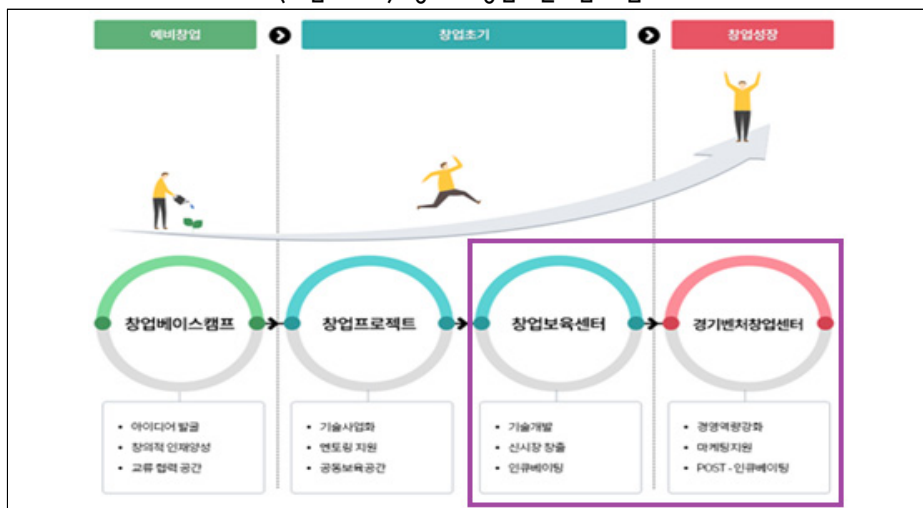 예비창업
창업초기
창업성장
창업베이스캠프
창업프로젝트
창업보육센터
경기벤처창업센터
• 아이디어 발굴
• 창의적 인재양성
• 교류 협력 공간
• 기술사업화
• 멘토링 지원
• 공동보육공간
• 기술개발
• 신시장 창출
• 인큐베이팅
• 경영역량강화
• 마케팅지원
• POST - 인큐베이팅